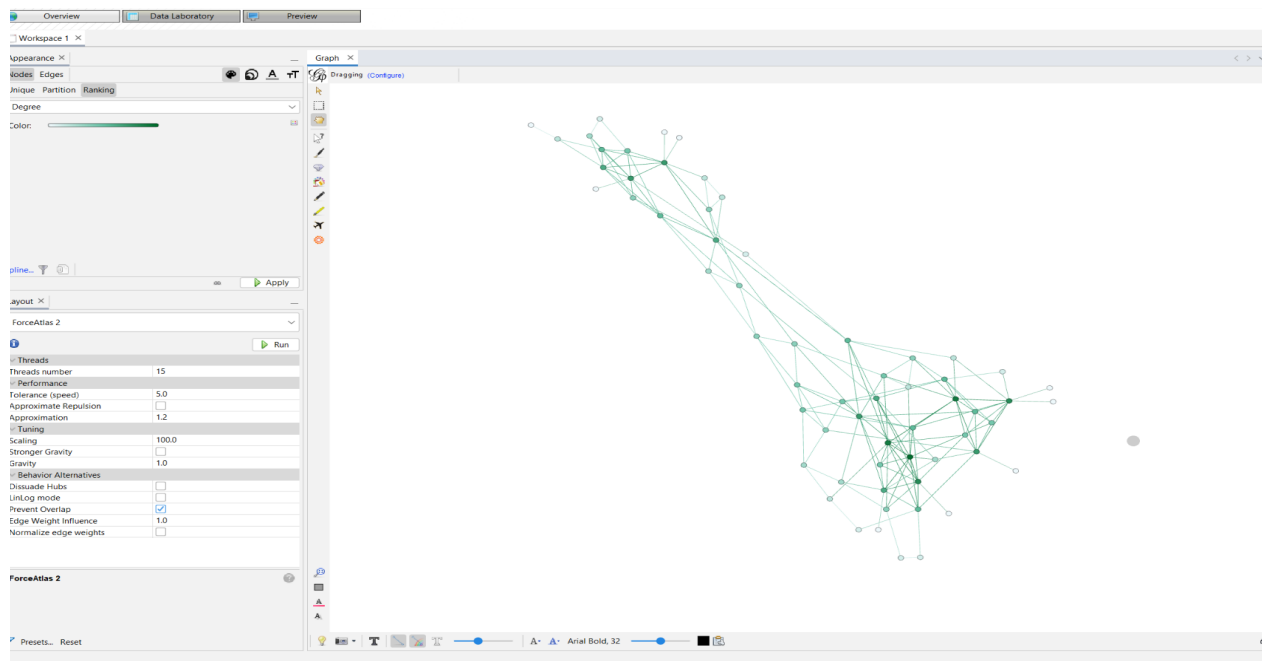 Overview Data Laboratory Preview
Workspace 1 ×
Appearance × Graph ×
Nodes Edges Dragging (Configure)
Unique Partition Ranking
Degree
Color:
Spline... Apply
Layout ×
ForceAtlas 2
Run
Threads
Threads number 15
Performance
Tolerance (speed) 5.0
Approximate Repulsion
Approximation 1.2
Tuning
Scaling 100.0
Stronger Gravity
Gravity 1.0
Behavior Alternatives
Dissuade Hubs
LinLog mode
Prevent Overlap
Edge Weight Influence 1.0
Normalize edge weights
ForceAtlas 2
Presets... Reset Arial Bold, 32